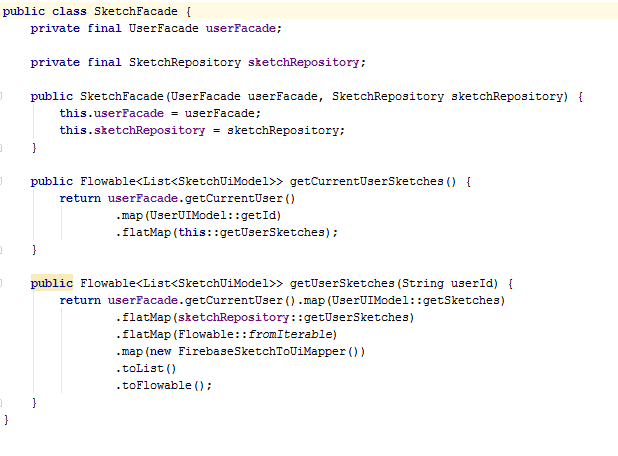 public class SketchFacade {
    private final UserFacade userFacade;
    private final SketchRepository sketchRepository;
    public SketchFacade(UserFacade userFacade, SketchRepository sketchRepository) {
        this.userFacade = userFacade;
        this.sketchRepository = sketchRepository;
    }
    public Flowable<List<SketchUiModel>> getCurrentUserSketches() {
        return userFacade.getCurrentUser()
                .map(UserUIModel::getId)
                .flatMap(this::getUserSketches);
    }
    public Flowable<List<SketchUiModel>> getUserSketches(String userId) {
        return userFacade.getCurrentUser().map(UserUIModel::getSketches)
                .flatMap(sketchRepository::getUserSketches)
                .flatMap(Flowable::fromIterable)
                .map(new FirebaseSketchToUiMapper())
                .toList()
                .toFlowable();
    }
}